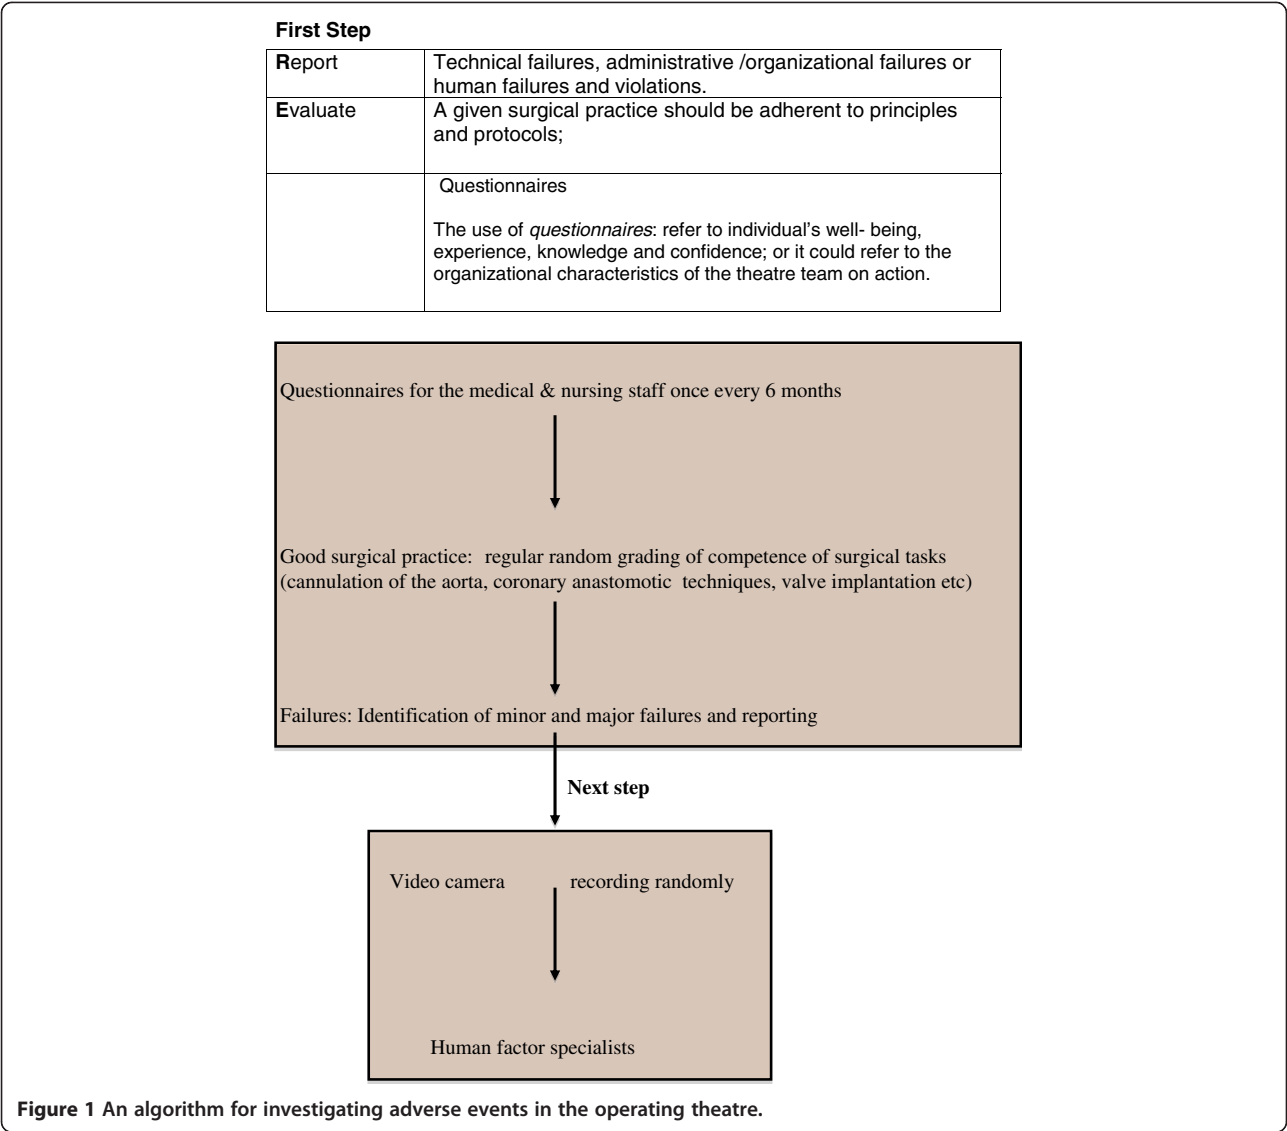 First Step
Report Technical failures, administrative /organizational failures or
human failures and violations.
Evaluate A given surgical practice should be adherent to principles
and protocols;
Questionnaires
The use of questionnaires: refer to individual's well- being,
experience, knowledge and confidence; or it could refer to the
organizational characteristics of the theatre team on action.
Questionnaires for the medical & nursing staff once every 6 months
Good surgical practice: regular random grading of competence of surgical tasks
(cannulation of the aorta, coronary anastomotic techniques, valve implantation etc)
Failures: Identification of minor and major failures and reporting
Next step
Video camera recording randomly
Human factor specialists
Figure 1 An algorithm for investigating adverse events in the operating theatre.